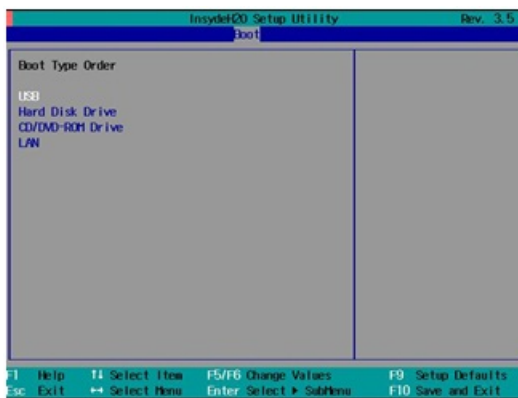 InsydeH2O Setup Utility Rev. 3.5
Boot
Boot Type Order
USB
Hard Disk Drive
CD/DVD-ROM Drive
LAN
F1 Help ↑↓ Select Item F5/F6 Change Values F9 Setup Defaults
Esc Exit ↔ Select Menu Enter Select ▶ SubMenu F10 Save and Exit